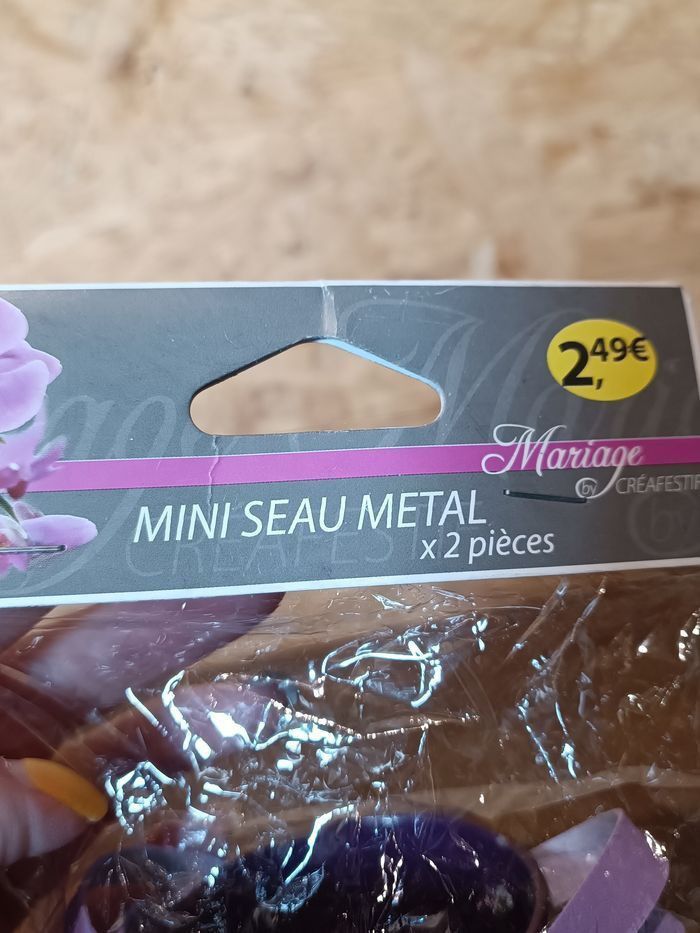 2,49€
Mariage
by CRÉAFESTI
MINI SEAU METAL
x 2 pièces